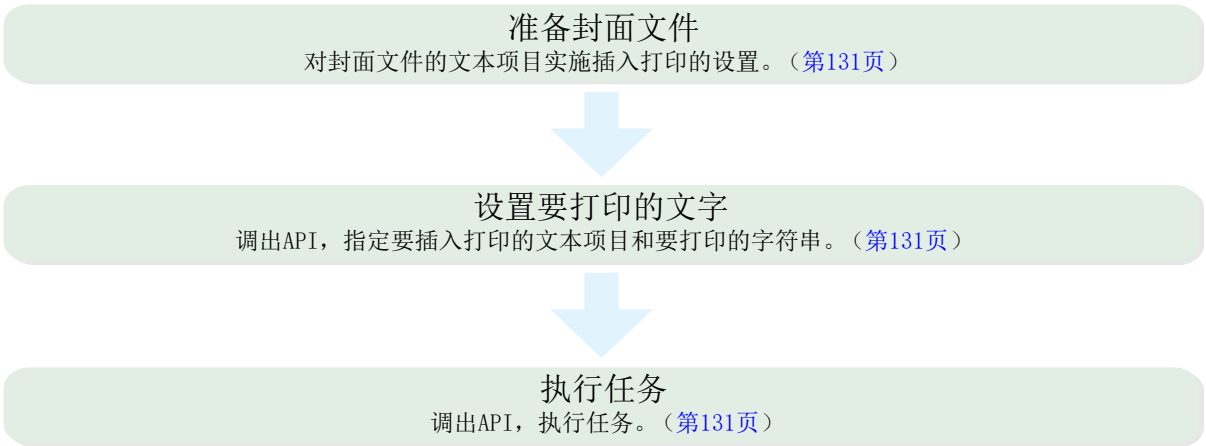 准备封面文件
对封面文件的文本项目实施插入打印的设置。（第131页）
设置要打印的文字
调出API，指定要插入打印的文本项目和要打印的字符串。（第131页）
执行任务
调出API，执行任务。（第131页）